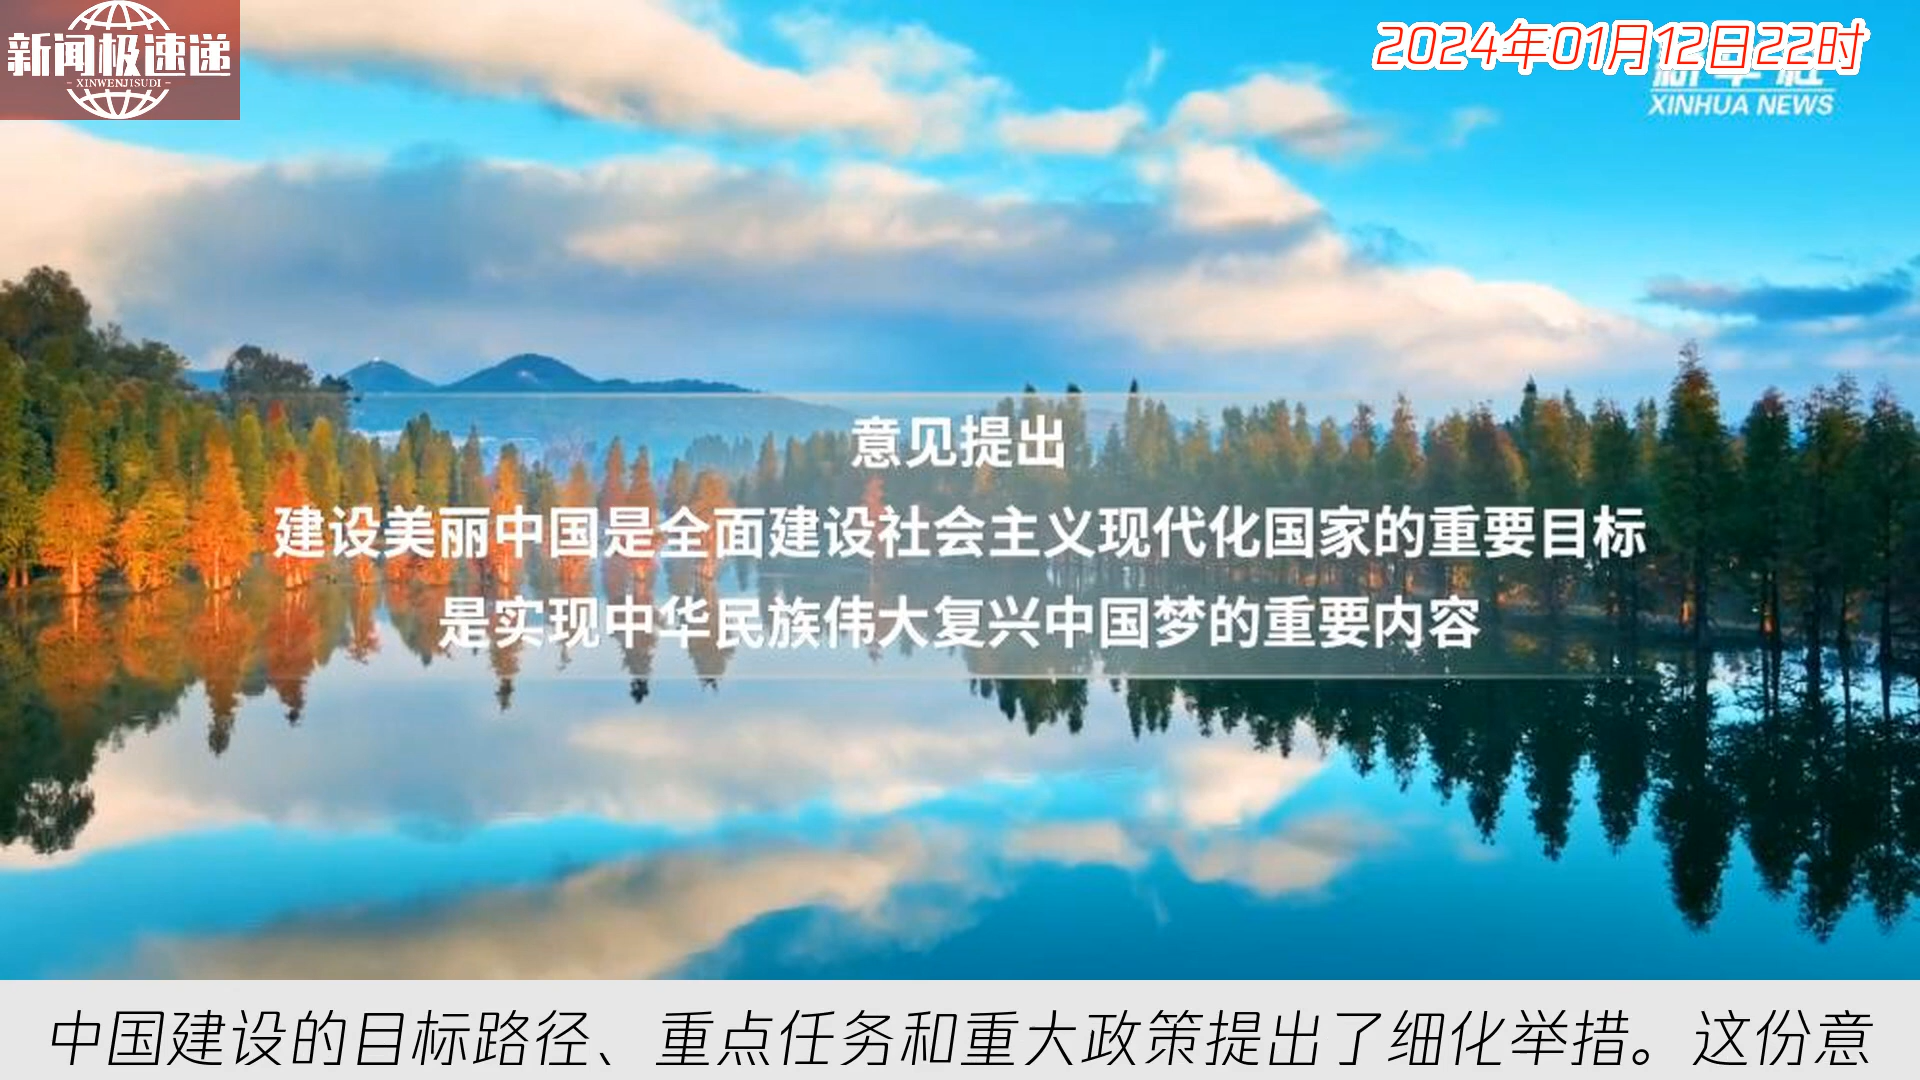 新闻极速递
XINWENJISUDI
2024年01月12日22时
新华社
XINHUA NEWS
意见提出
建设美丽中国是全面建设社会主义现代化国家的重要目标
是实现中华民族伟大复兴中国梦的重要内容
中国建设的目标路径、重点任务和重大政策提出了细化举措。这份意